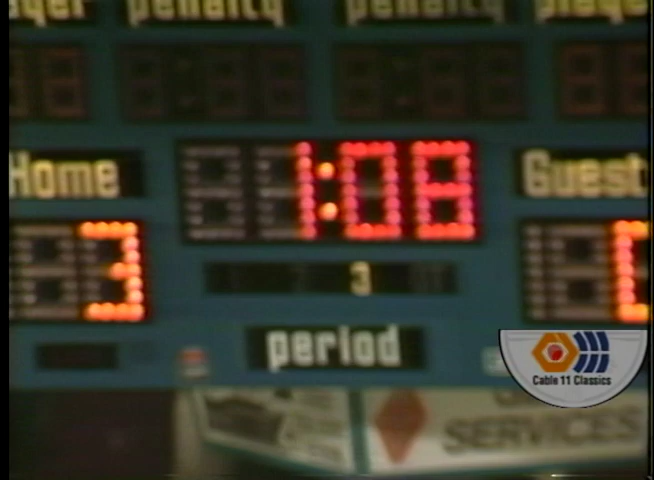 player penalty penalty player
Home 1:08 Guest
3
3
period
Cable 11 Classics
SERVICES